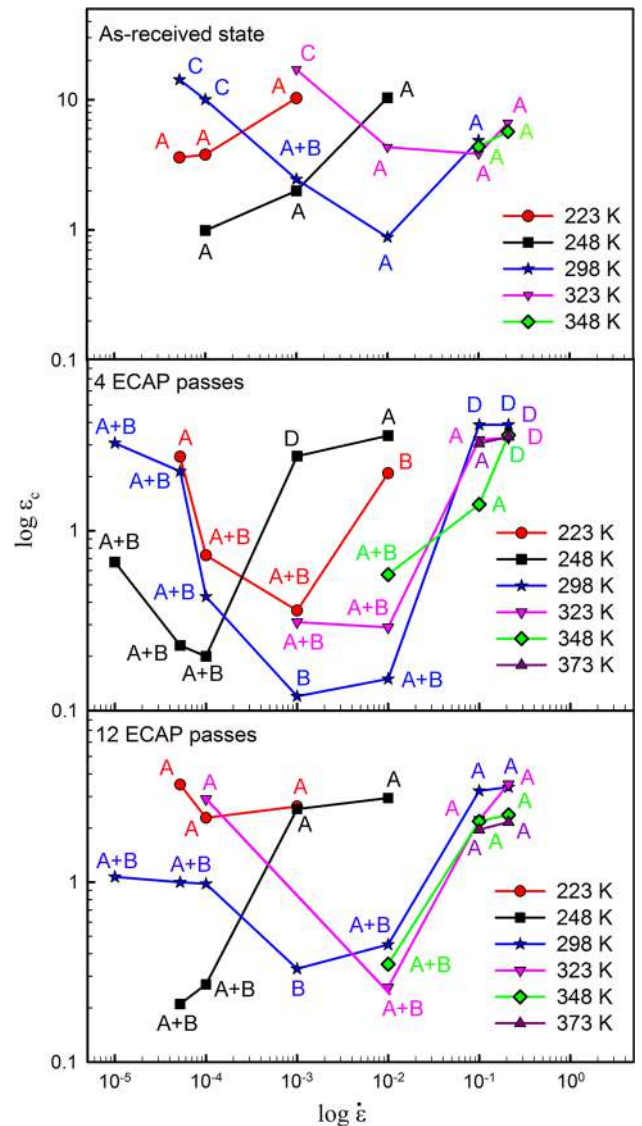 As-received state
C
C
A
A
A
A
A+B
A
A
A
C
A
A
A
A
A
A
A
10
1
0.1
223 K
248 K
298 K
323 K
348 K
4 ECAP passes
A+B
A+B
A
A+B
A+B
A+B
A+B
D
A
B
A+B
A+B
A+B
B
A+B
A+B
A
A
A
D
D
D
D
D
1
0.1
log ε_c
223 K
248 K
298 K
323 K
348 K
373 K
12 ECAP passes
A
A
A
A
A
A
A+B
A+B
A+B
A+B
B
A+B
A+B
A+B
A
A
A
A
A
A
A
A
1
0.1
223 K
248 K
298 K
323 K
348 K
373 K
10⁻⁵ 10⁻⁴ 10⁻³ 10⁻² 10⁻¹ 10⁰
log ε̇